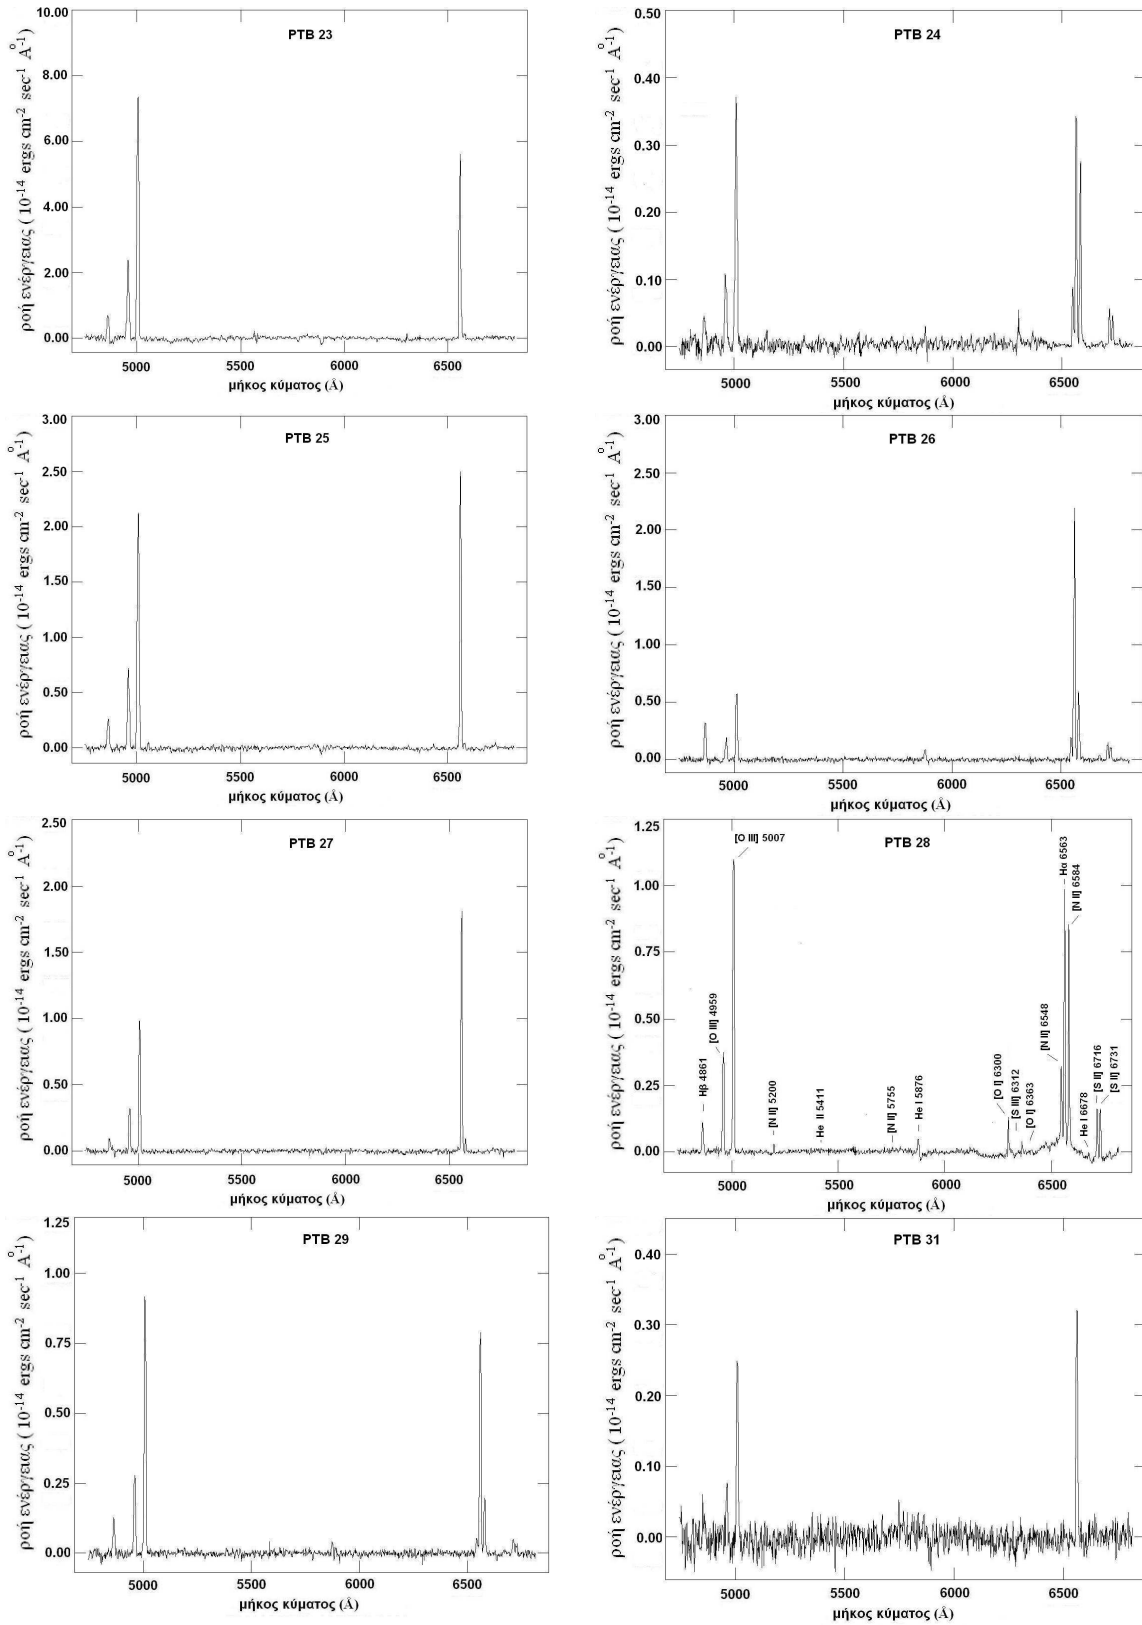 PTB 23
ροή ενέργειας ( 10-14 ergs cm-2 sec-1 Å-1)
10.00
8.00
6.00
4.00
2.00
0.00
5000 5500 6000 6500
μήκος κύματος (Å)
PTB 24
ροή ενέργειας ( 10-14 ergs cm-2 sec-1 Å-1)
0.50
0.40
0.30
0.20
0.10
0.00
5000 5500 6000 6500
μήκος κύματος (Å)
PTB 25
ροή ενέργειας ( 10-14 ergs cm-2 sec-1 Å-1)
3.00
2.50
2.00
1.50
1.00
0.50
0.00
5000 5500 6000 6500
μήκος κύματος (Å)
PTB 26
ροή ενέργειας ( 10-14 ergs cm-2 sec-1 Å-1)
3.00
2.50
2.00
1.50
1.00
0.50
0.00
5000 5500 6000 6500
μήκος κύματος (Å)
PTB 27
ροή ενέργειας ( 10-14 ergs cm-2 sec-1 Å-1)
2.50
2.00
1.50
1.00
0.50
0.00
5000 5500 6000 6500
μήκος κύματος (Å)
PTB 28
ροή ενέργειας ( 10-14 ergs cm-2 sec-1 Å-1)
1.25
1.00
0.75
0.50
0.25
0.00
Hβ 4861
[O III] 4959
[O III] 5007
[N II] 5200
He II 5411
[N II] 5755
He I 5876
[O I] 6300
[S III] 6312
[O I] 6363
[N II] 6548
Hα 6563
[N II] 6584
He I 6678
[S II] 6716
[S II] 6731
5000 5500 6000 6500
μήκος κύματος (Å)
PTB 29
ροή ενέργειας ( 10-14 ergs cm-2 sec-1 Å-1)
1.25
1.00
0.75
0.50
0.25
0.00
5000 5500 6000 6500
μήκος κύματος (Å)
PTB 31
ροή ενέργειας ( 10-14 ergs cm-2 sec-1 Å-1)
0.40
0.30
0.20
0.10
0.00
5000 5500 6000 6500
μήκος κύματος (Å)